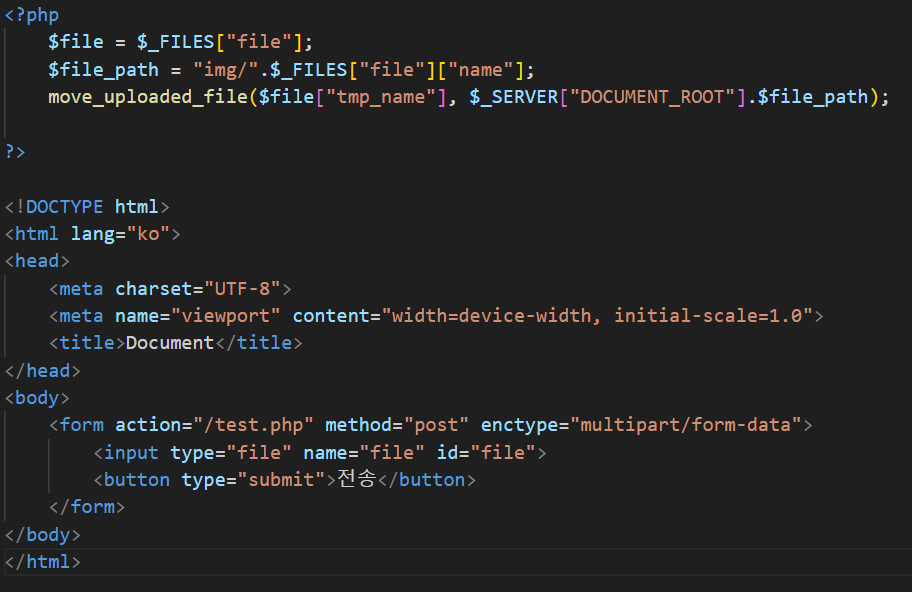 <?php
    $file = $_FILES["file"];
    $file_path = "img/".$_FILES["file"]["name"];
    move_uploaded_file($file["tmp_name"], $_SERVER["DOCUMENT_ROOT"].$file_path);
?>
<!DOCTYPE html>
<html lang="ko">
<head>
    <meta charset="UTF-8">
    <meta name="viewport" content="width=device-width, initial-scale=1.0">
    <title>Document</title>
</head>
<body>
    <form action="/test.php" method="post" enctype="multipart/form-data">
        <input type="file" name="file" id="file">
        <button type="submit">전송</button>
    </form>
</body>
</html>